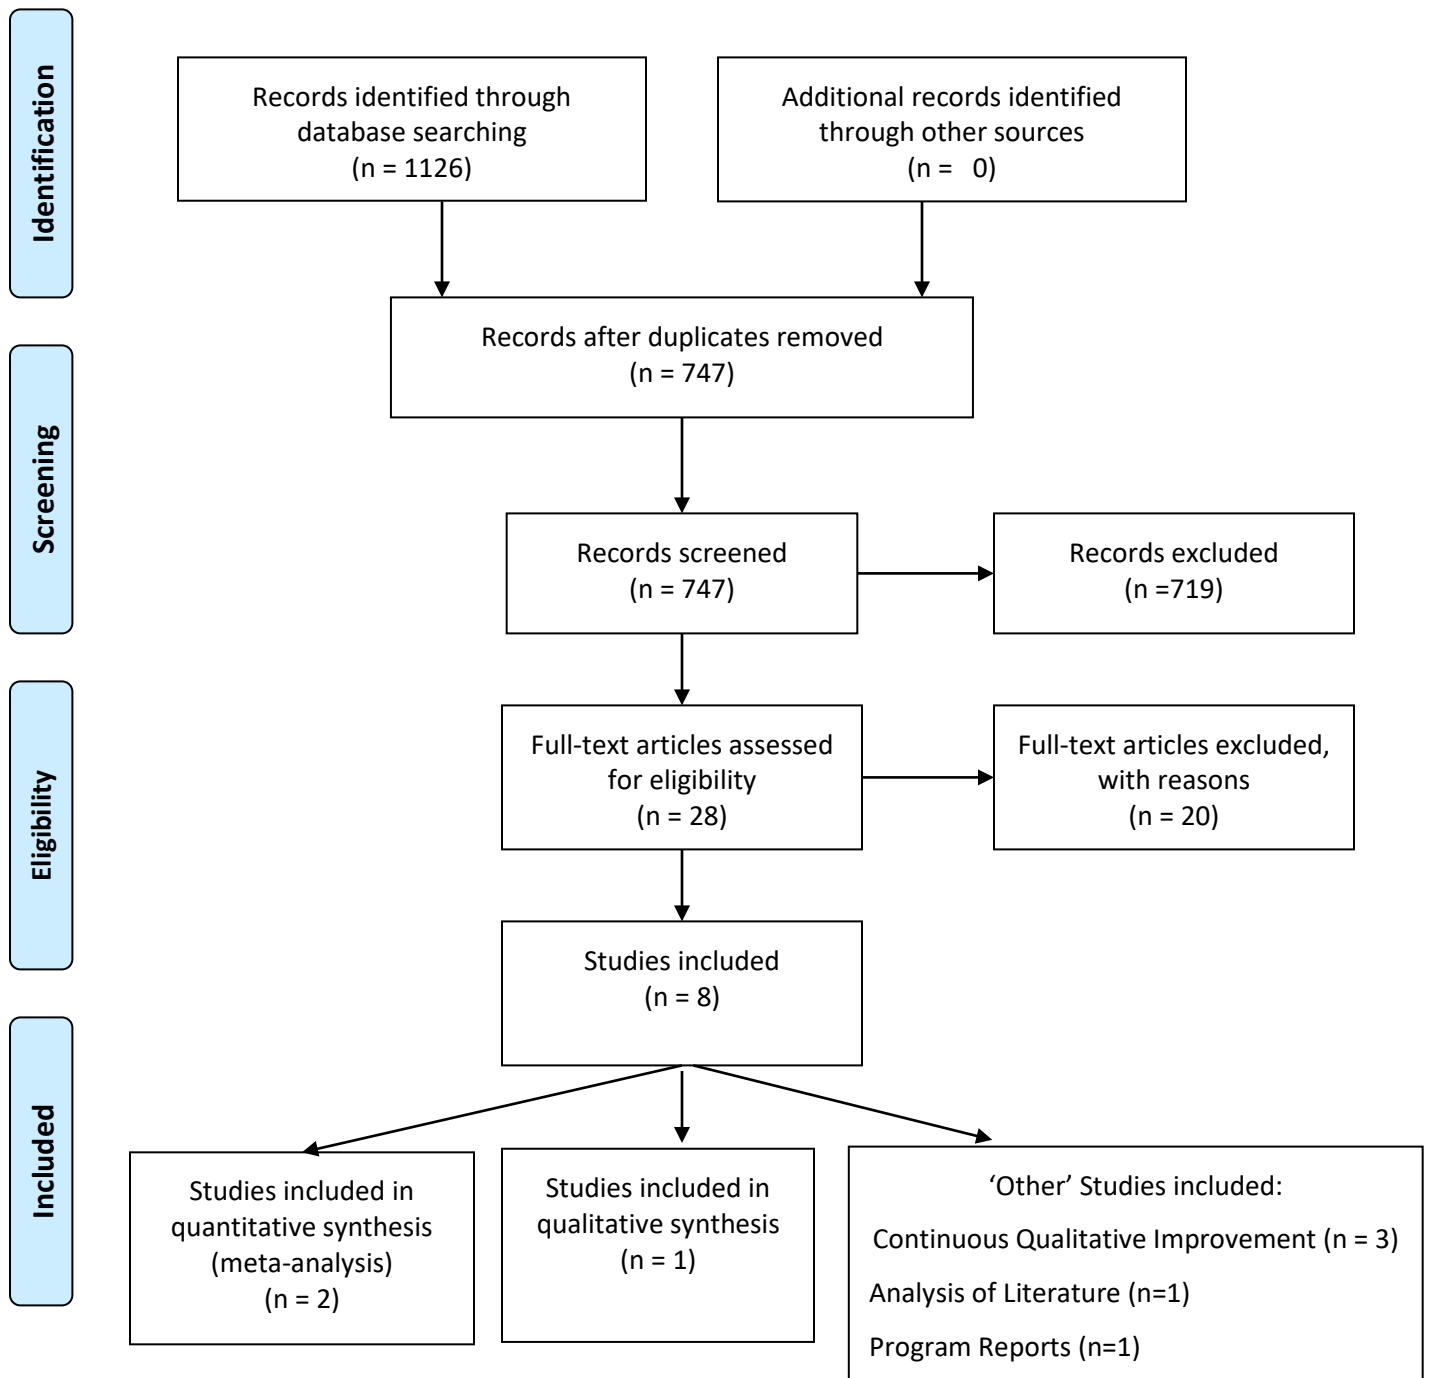 Identification
Records identified through
database searching
(n = 1126)
Additional records identified
through other sources
(n =   0)
Records after duplicates removed
(n = 747)
Screening
Records screened
(n = 747)
Records excluded
(n =719)
Eligibility
Full-text articles assessed
for eligibility
(n = 28)
Full-text articles excluded,
with reasons
(n = 20)
Studies included
(n = 8)
Included
Studies included in
quantitative synthesis
(meta-analysis)
(n = 2)
Studies included in
qualitative synthesis
(n = 1)
‘Other’ Studies included:
Continuous Qualitative Improvement (n = 3)
Analysis of Literature (n=1)
Program Reports (n=1)